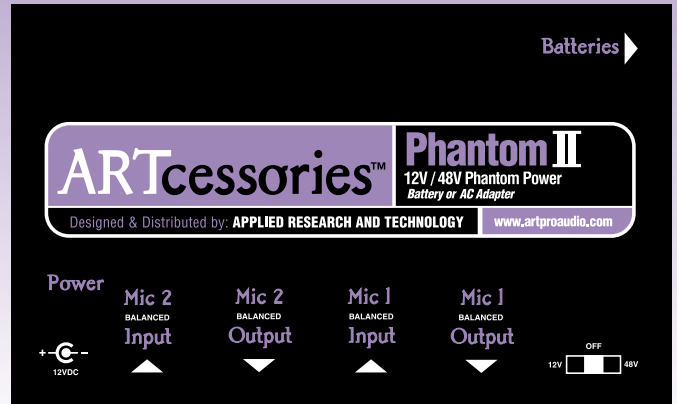 Batteries
ARTcessories™
Phantom II
12V / 48V Phantom Power
Battery or AC Adapter
Designed & Distributed by: APPLIED RESEARCH AND TECHNOLOGY
www.artproaudio.com
Power
+ -
12VDC
Mic 2
BALANCED
Input
Mic 2
BALANCED
Output
Mic 1
BALANCED
Input
Mic 1
BALANCED
Output
OFF
12V 48V